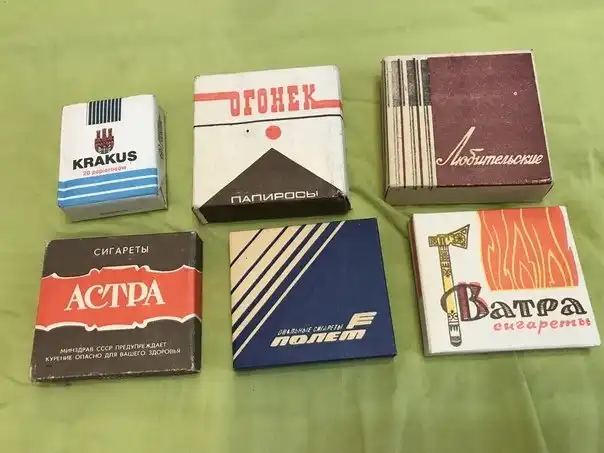 KRAKUS
20 papierosów
ОГОНЕК
ПАПИРОСЫ
Любительские
СИГАРЕТЫ
АСТРА
МИНЗДРАВ СССР ПРЕДУПРЕЖДАЕТ
КУРЕНИЕ ОПАСНО ДЛЯ ВАШЕГО ЗДОРОВЬЯ
ОВАЛЬНЫЕ СИГАРЕТЫ
ПОЛЕТ
Ватра
сигареты